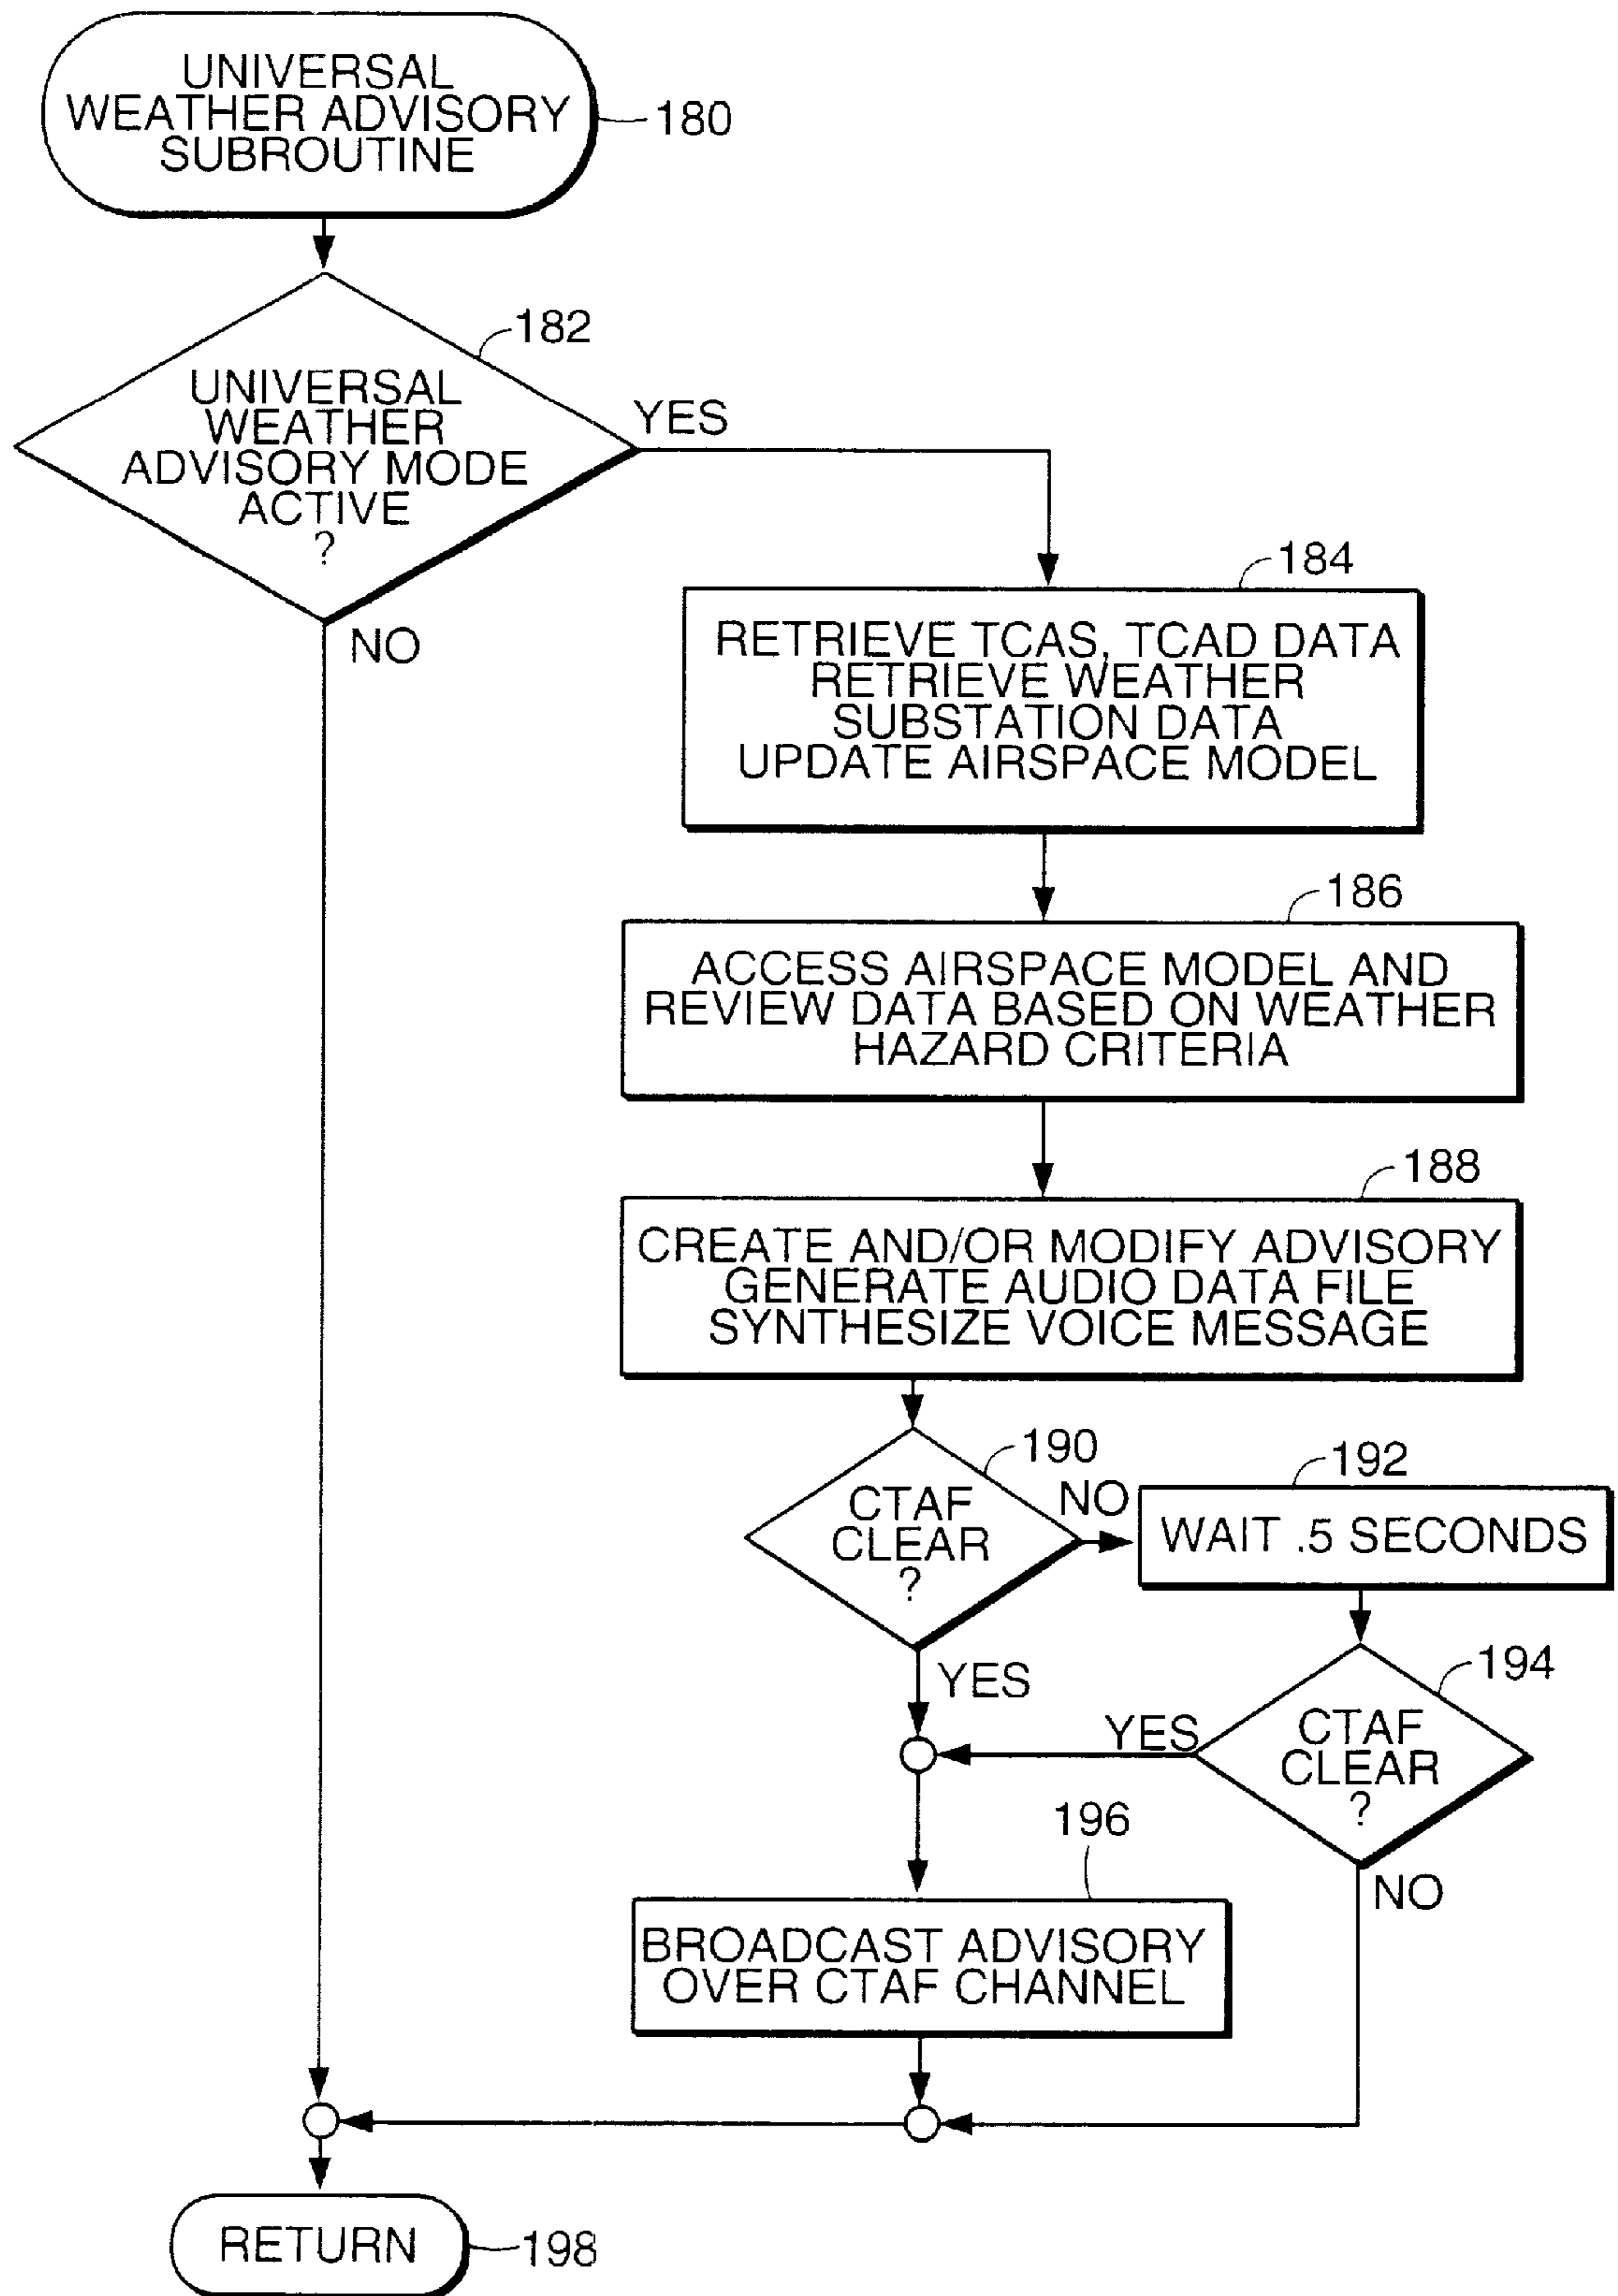 UNIVERSAL
WEATHER ADVISORY
SUBROUTINE
180
182
UNIVERSAL
WEATHER
ADVISORY MODE
ACTIVE
?
YES
NO
184
RETRIEVE TCAS, TCAD DATA
RETRIEVE WEATHER
SUBSTATION DATA
UPDATE AIRSPACE MODEL
186
ACCESS AIRSPACE MODEL AND
REVIEW DATA BASED ON WEATHER
HAZARD CRITERIA
188
CREATE AND/OR MODIFY ADVISORY
GENERATE AUDIO DATA FILE
SYNTHESIZE VOICE MESSAGE
190
CTAF
CLEAR
?
NO
192
WAIT .5 SECONDS
YES
194
CTAF
CLEAR
?
YES
NO
196
BROADCAST ADVISORY
OVER CTAF CHANNEL
RETURN
198